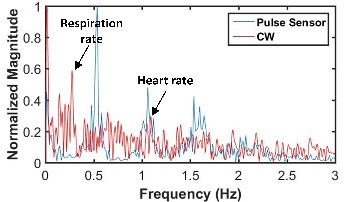 Respiration
rate
Pulse Sensor
CW
Heart rate
Normalized Magnitude
1
0.8
0.6
0.4
0.2
0
0 0.5 1 1.5 2 2.5 3
Frequency (Hz)